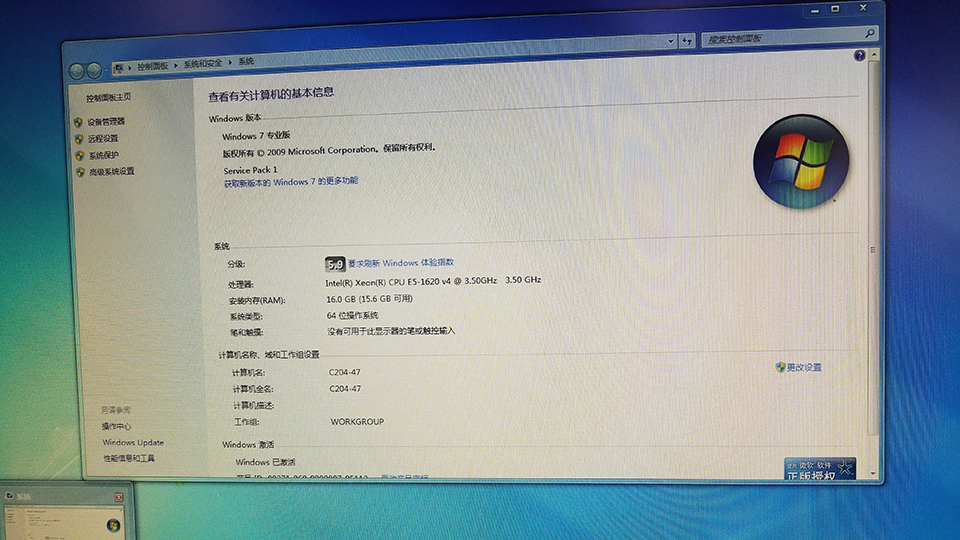 控制面板 ▸ 系统和安全 ▸ 系统
搜索控制面板
控制面板主页
设备管理器
远程设置
系统保护
高级系统设置
查看有关计算机的基本信息
Windows 版本
Windows 7 专业版
版权所有 © 2009 Microsoft Corporation。保留所有权利。
Service Pack 1
获取新版本的 Windows 7 的更多功能
系统
分级: 5.9 要求刷新 Windows 体验指数
处理器: Intel(R) Xeon(R) CPU E5-1620 v4 @ 3.50GHz 3.50 GHz
安装内存(RAM): 16.0 GB (15.6 GB 可用)
系统类型: 64 位操作系统
笔和触摸: 没有可用于此显示器的笔或触控输入
计算机名称、域和工作组设置
计算机名: C204-47
更改设置
计算机全名: C204-47
计算机描述:
工作组: WORKGROUP
Windows 激活
Windows 已激活
另请参阅
操作中心
Windows Update
性能信息和工具
使用 微软 软件
正版授权
系统